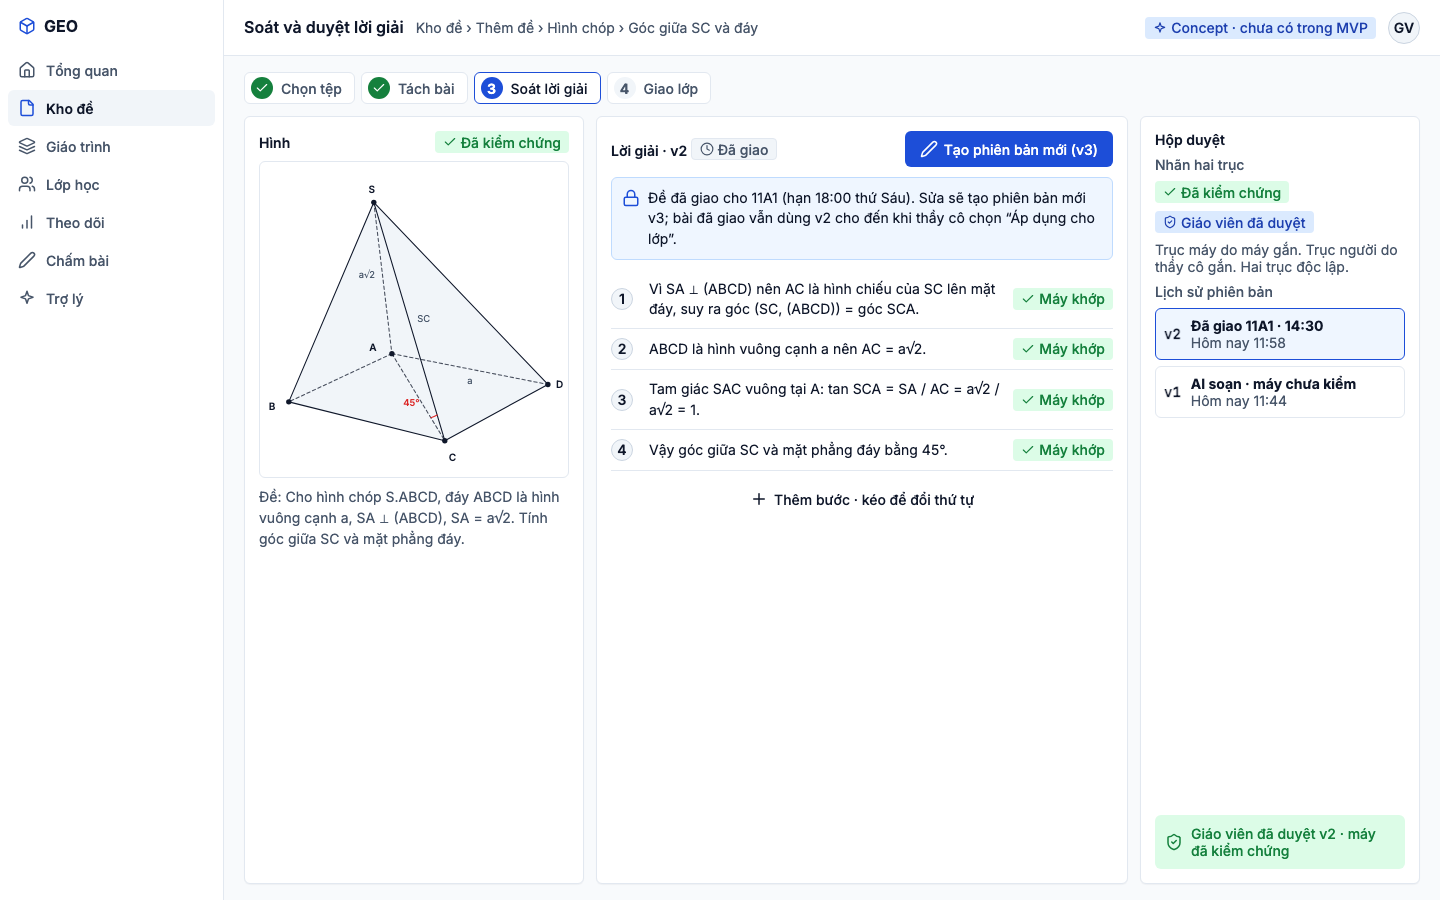 GEO
Tổng quan
Kho đề
Giáo trình
Lớp học
Theo dõi
Chấm bài
Trợ lý
Soát và duyệt lời giải
Kho đề › Thêm đề › Hình chóp › Góc giữa SC và đáy
Concept · chưa có trong MVP
GV
Chọn tệp
Tách bài
3 Soát lời giải
4 Giao lớp
Hình
Đã kiểm chứng
S
a√2
SC
A
a
D
B
45°
C
Đề: Cho hình chóp S.ABCD, đáy ABCD là hình
vuông cạnh a, SA ⊥ (ABCD), SA = a√2. Tính
góc giữa SC và mặt phẳng đáy.
Lời giải · v2
Đã giao
Tạo phiên bản mới (v3)
Đề đã giao cho 11A1 (hạn 18:00 thứ Sáu). Sửa sẽ tạo phiên bản mới
v3; bài đã giao vẫn dùng v2 cho đến khi thầy cô chọn “Áp dụng cho
lớp”.
1
Vì SA ⊥ (ABCD) nên AC là hình chiếu của SC lên mặt
đáy, suy ra góc (SC, (ABCD)) = góc SCA.
Máy khớp
2
ABCD là hình vuông cạnh a nên AC = a√2.
Máy khớp
3
Tam giác SAC vuông tại A: tan SCA = SA / AC = a√2 /
a√2 = 1.
Máy khớp
4
Vậy góc giữa SC và mặt phẳng đáy bằng 45°.
Máy khớp
Thêm bước · kéo để đổi thứ tự
Hộp duyệt
Nhãn hai trục
Đã kiểm chứng
Giáo viên đã duyệt
Trục máy do máy gắn. Trục người do
thầy cô gắn. Hai trục độc lập.
Lịch sử phiên bản
v2
Đã giao 11A1 · 14:30
Hôm nay 11:58
v1
AI soạn · máy chưa kiểm
Hôm nay 11:44
Giáo viên đã duyệt v2 · máy
đã kiểm chứng